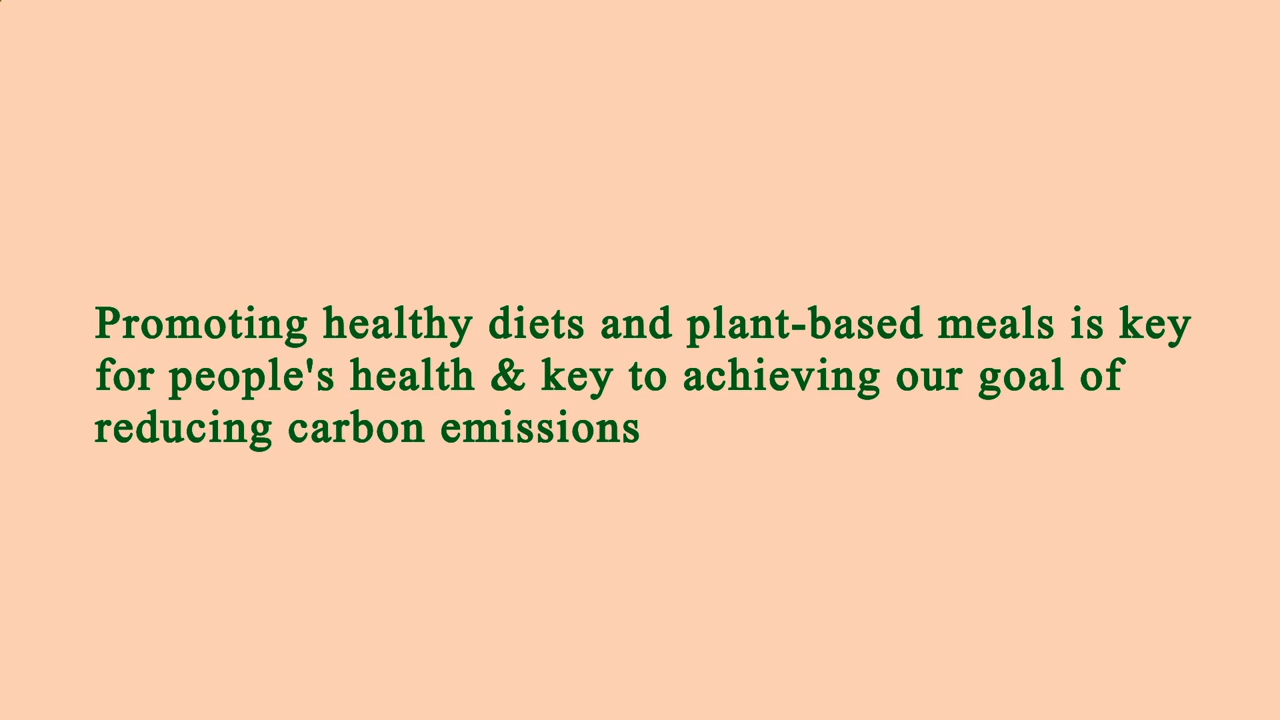 Promoting healthy diets and plant-based meals is key
for people's health & key to achieving our goal of
reducing carbon emissions